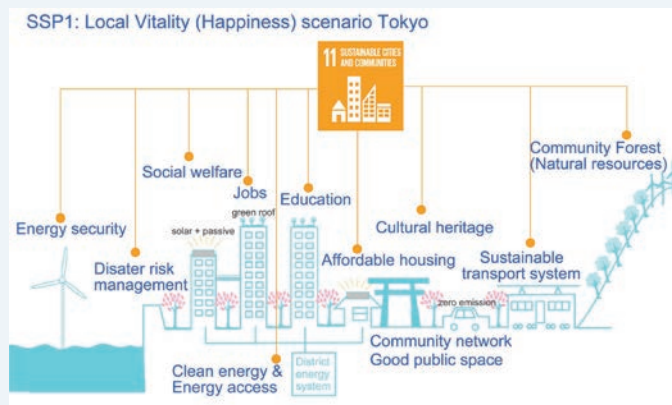 SSP1: Local Vitality (Happiness) scenario Tokyo
11 SUSTAINABLE CITIES
AND COMMUNITIES
Community Forest
(Natural resources)
Social welfare
Jobs
Education
green roof
Cultural heritage
Energy security
solar + passive
Disater risk
management
Affordable housing
Sustainable
transport system
zero emission
Community network
Good public space
Clean energy &
Energy access
District
energy
system